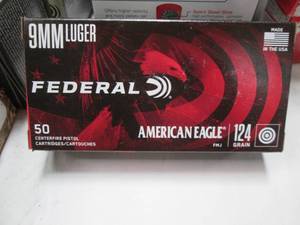 9MM LUGER
MADE
IN THE USA
FEDERAL
50
CENTERFIRE PISTOL
CARTRIDGES/CARTOUCHES
AMERICAN EAGLE
FMJ
124
GRAIN